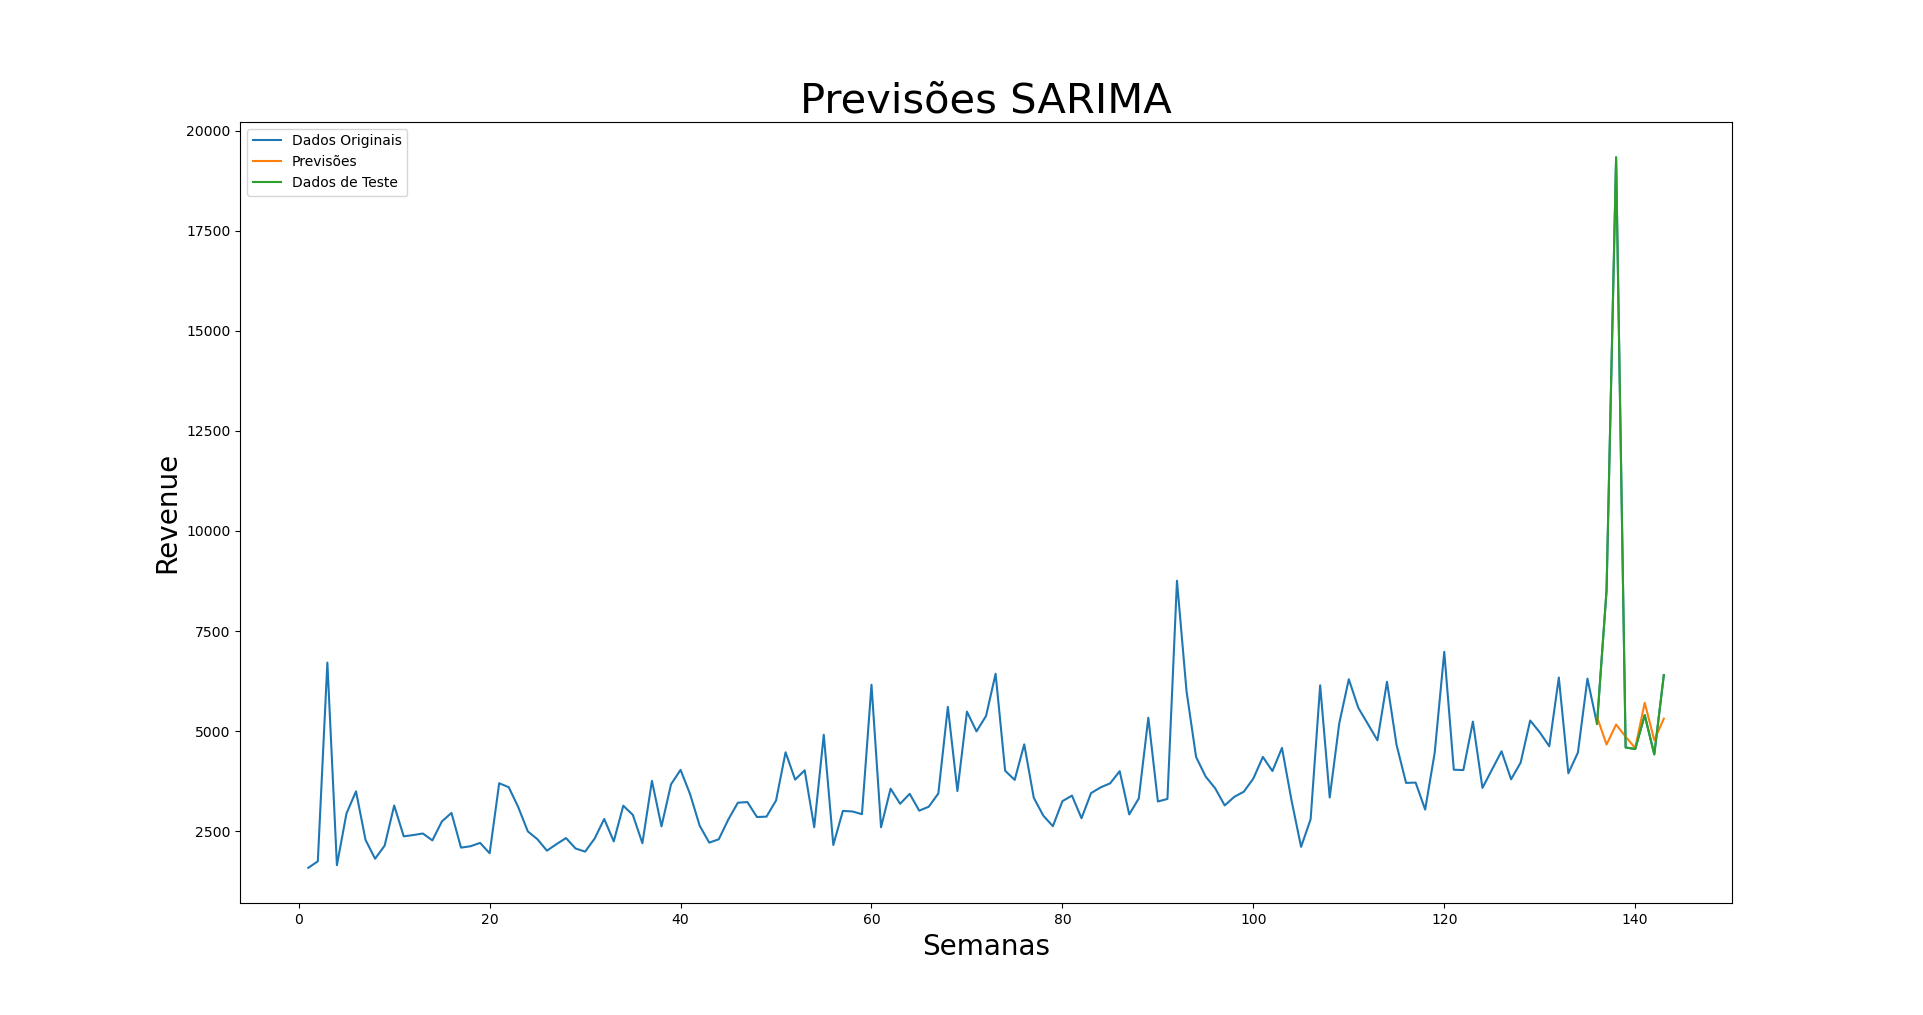 Previsões SARIMA
Dados Originais
Previsões
Dados de Teste
20000
17500
15000
12500
10000
7500
5000
2500
Revenue
0 20 40 60 80 100 120 140
Semanas